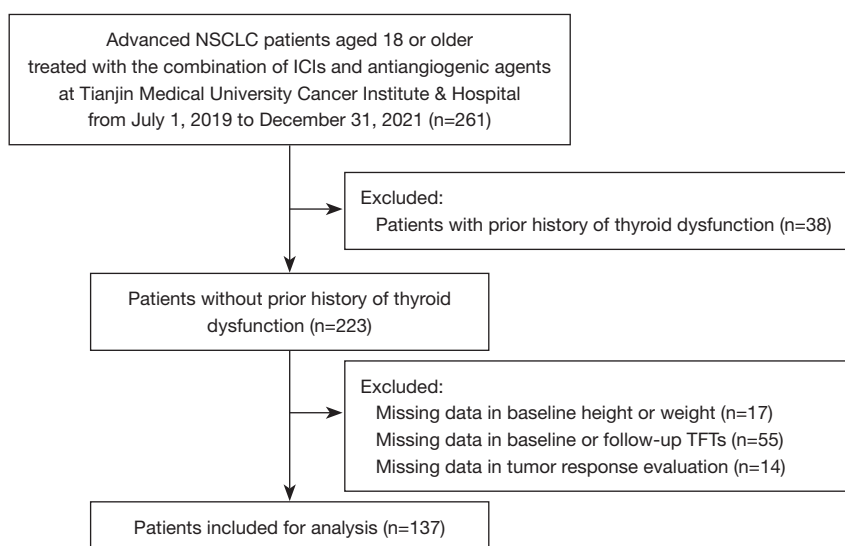 Advanced NSCLC patients aged 18 or older
treated with the combination of ICIs and antiangiogenic agents
at Tianjin Medical University Cancer Institute & Hospital
from July 1, 2019 to December 31, 2021 (n=261)
Excluded:
Patients with prior history of thyroid dysfunction (n=38)
Patients without prior history of thyroid
dysfunction (n=223)
Excluded:
Missing data in baseline height or weight (n=17)
Missing data in baseline or follow-up TFTs (n=55)
Missing data in tumor response evaluation (n=14)
Patients included for analysis (n=137)